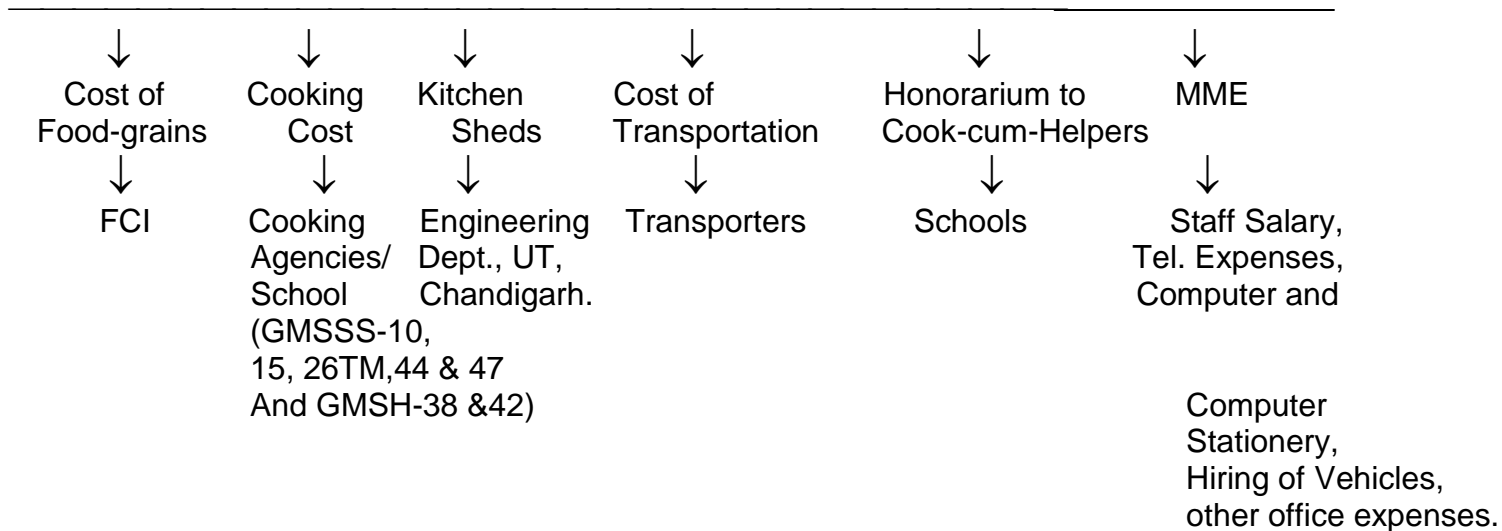 ↓ ↓ ↓ ↓ ↓ ↓
Cost of Cooking Kitchen Cost of Honorarium to MME
Food-grains Cost Sheds Transportation Cook-cum-Helpers
↓ ↓ ↓ ↓ ↓ ↓
FCI Cooking Engineering Transporters Schools Staff Salary,
Agencies/ Dept., UT, Tel. Expenses,
School Chandigarh. Computer and
(GMSSS-10,
15, 26TM,44 & 47
And GMSH-38 &42) Computer
Stationery,
Hiring of Vehicles,
other office expenses.